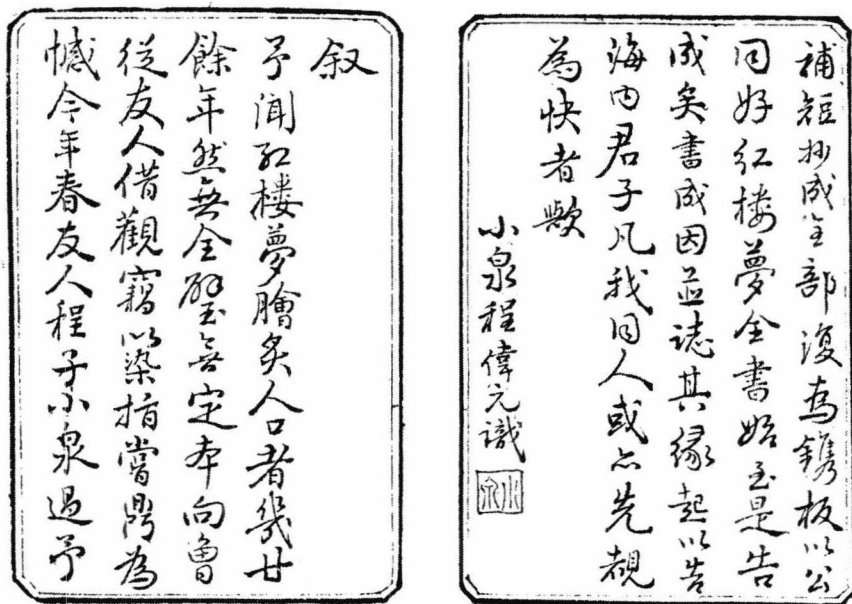 補短抄成全部復為鐫板以公
同好紅樓夢全書始至是告
成矣書成因並誌其緣起以告
海內君子凡我同人或亦先覩
為快者歟
小泉程偉元識
小泉
叙
予聞紅樓夢膾炙人口者幾廿
餘年然無全璧無定本向曾
從友人借觀竊以染指嘗鼎為
憾今年春友人程子小泉過予